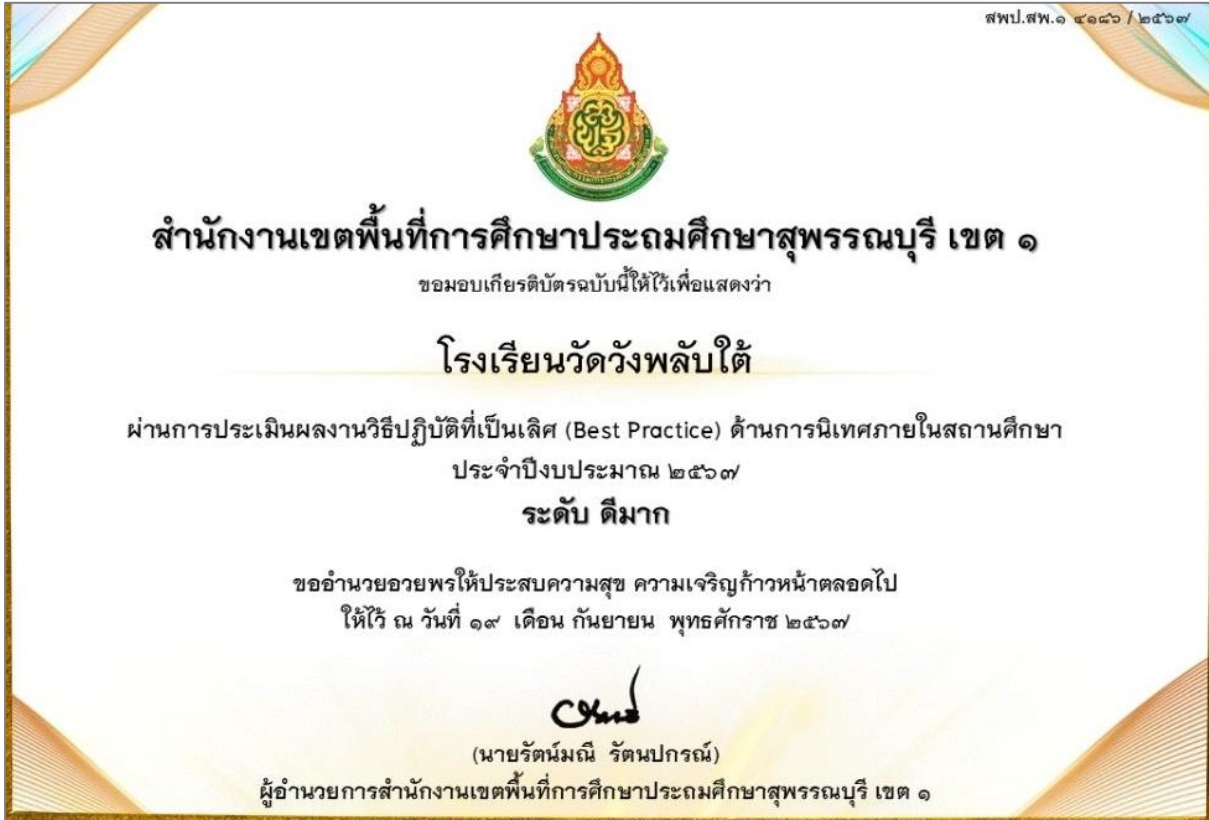 สพป.สพ.๑ ๔๑๘๖ / ๒๕๖๗
สำนักงานเขตพื้นที่การศึกษาประถมศึกษาสุพรรณบุรี เขต ๑
ขอมอบเกียรติบัตรฉบับนี้ให้ไว้เพื่อแสดงว่า
โรงเรียนวัดวังพลับใต้
ผ่านการประเมินผลงานวิธีปฏิบัติที่เป็นเลิศ (Best Practice) ด้านการนิเทศภายในสถานศึกษา
ประจำปีงบประมาณ ๒๕๖๗
ระดับ ดีมาก
ขออำนวยอวยพรให้ประสบความสุข ความเจริญก้าวหน้าตลอดไป
ให้ไว้ ณ วันที่ ๑๙ เดือน กันยายน พุทธศักราช ๒๕๖๗
(นายรัตน์มณี รัตนปกรณ์)
ผู้อำนวยการสำนักงานเขตพื้นที่การศึกษาประถมศึกษาสุพรรณบุรี เขต ๑